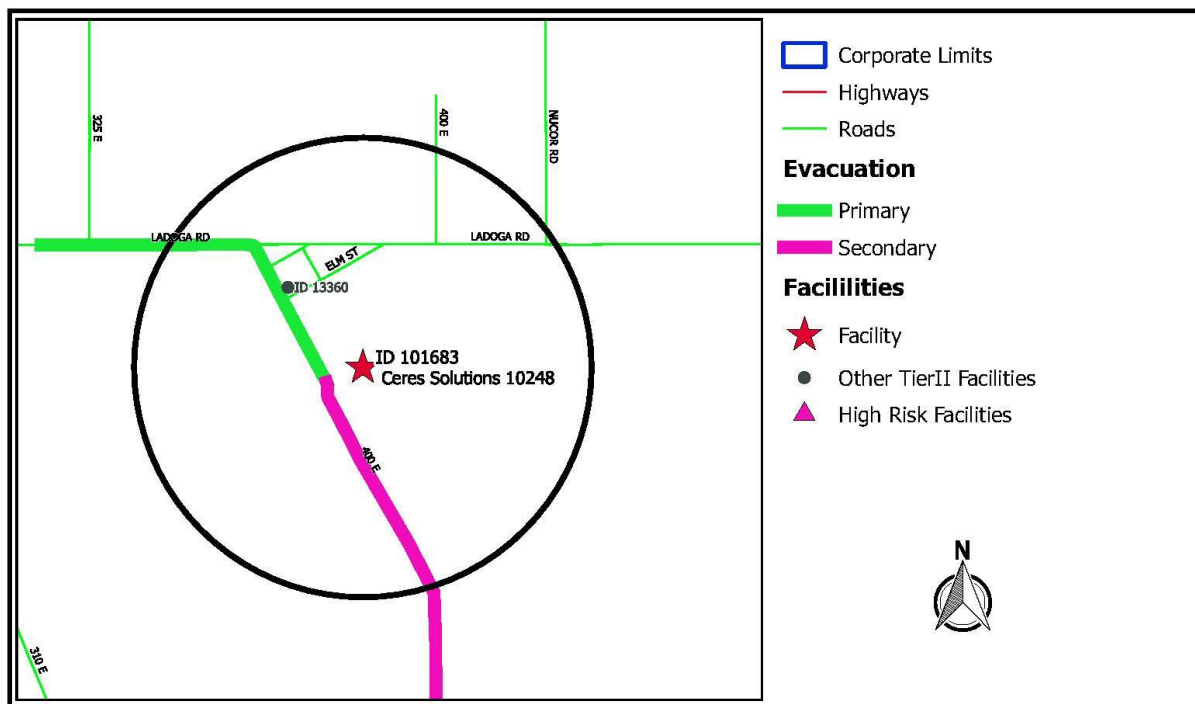 325 E
400 E
NUCOR RD
LADOGA RD
LADOGA RD
ELM ST
ID 13360
ID 101683
Ceres Solutions 10248
400 E
310 E
Corporate Limits
Highways
Roads
Evacuation
Primary
Secondary
Facililities
Facility
Other TierII Facilities
High Risk Facilities
N